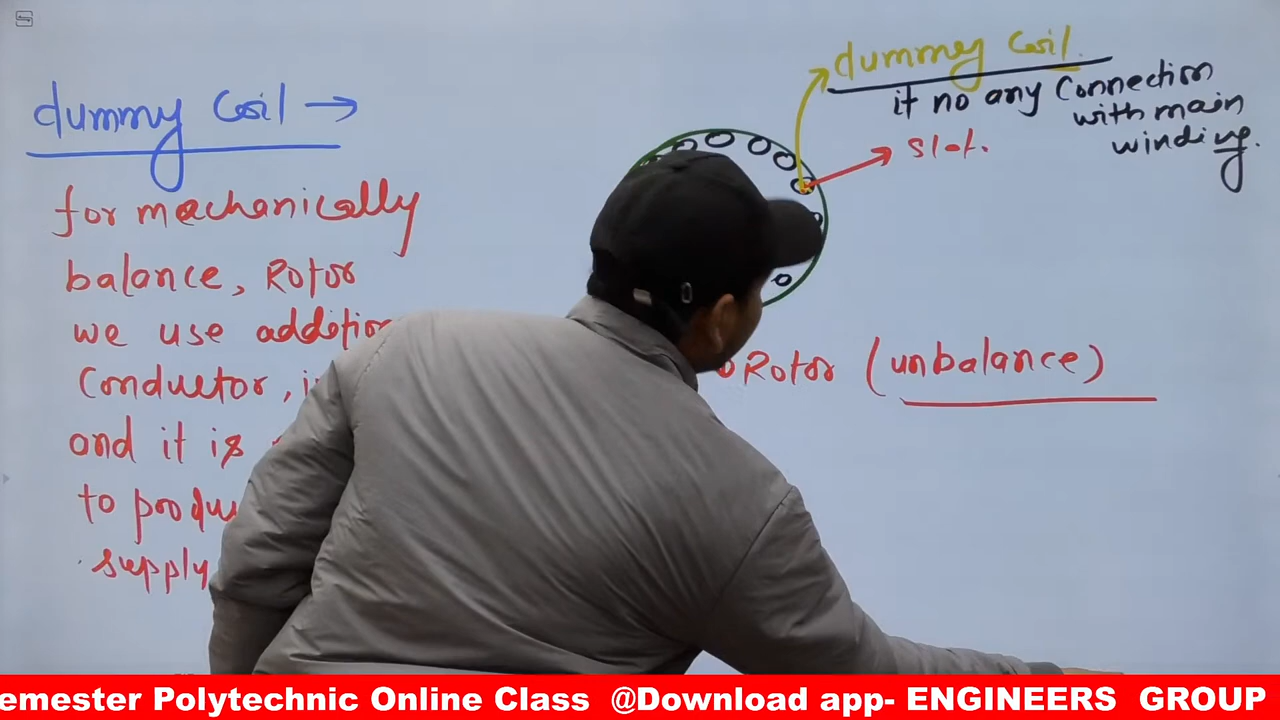 dummy Coil →
for mechanically
balance, Rotor
we use
Conductor,
and it is
to
supply
dummey Coil.
it no any Connection
with main
winding.
Slot.
Rotor (unbalance)
emester Polytechnic Online Class @Download app- ENGINEERS GROUP